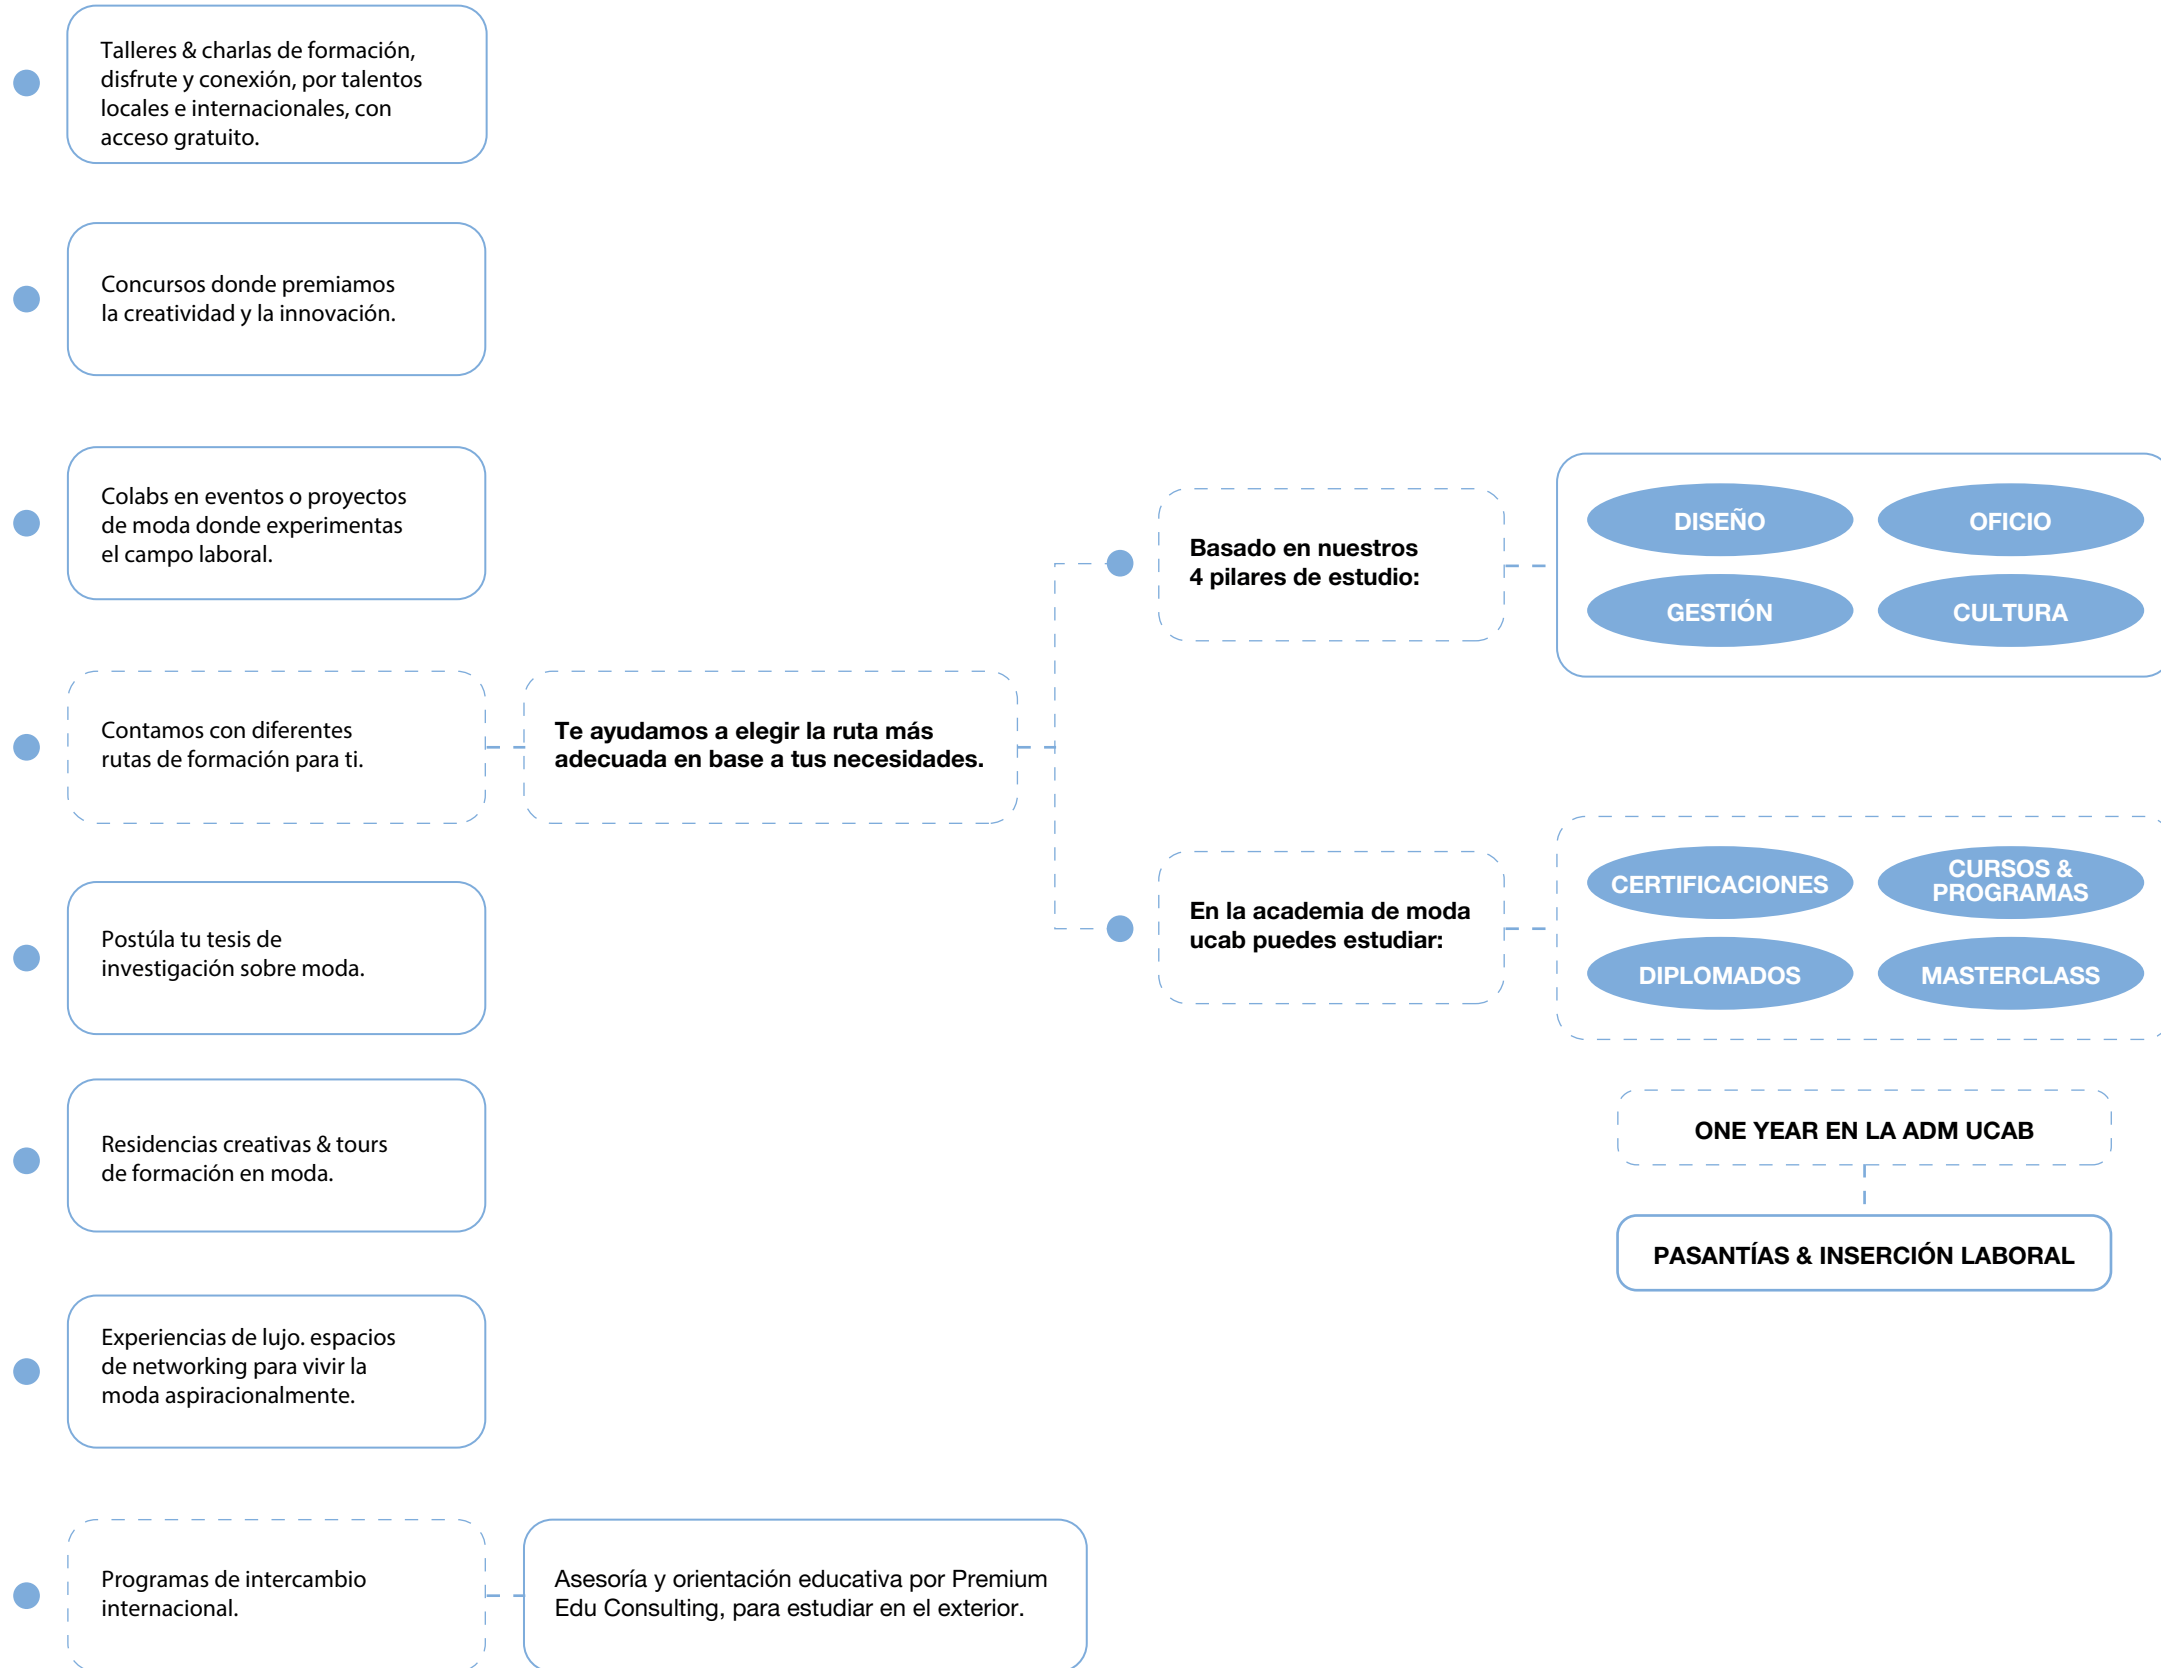 Talleres & charlas de formación,
disfrute y conexión, por talentos
locales e internacionales, con
acceso gratuito.
Concursos donde premiamos
la creatividad y la innovación.
Colabs en eventos o proyectos
de moda donde experimentas
el campo laboral.
Contamos con diferentes
rutas de formación para ti.
Te ayudamos a elegir la ruta más
adecuada en base a tus necesidades.
Basado en nuestros
4 pilares de estudio:
DISEÑO
OFICIO
GESTIÓN
CULTURA
En la academia de moda
ucab puedes estudiar:
CERTIFICACIONES
CURSOS &
PROGRAMAS
DIPLOMADOS
MASTERCLASS
ONE YEAR EN LA ADM UCAB
PASANTÍAS & INSERCIÓN LABORAL
Postúla tu tesis de
investigación sobre moda.
Residencias creativas & tours
de formación en moda.
Experiencias de lujo. espacios
de networking para vivir la
moda aspiracionalmente.
Programas de intercambio
internacional.
Asesoría y orientación educativa por Premium
Edu Consulting, para estudiar en el exterior.